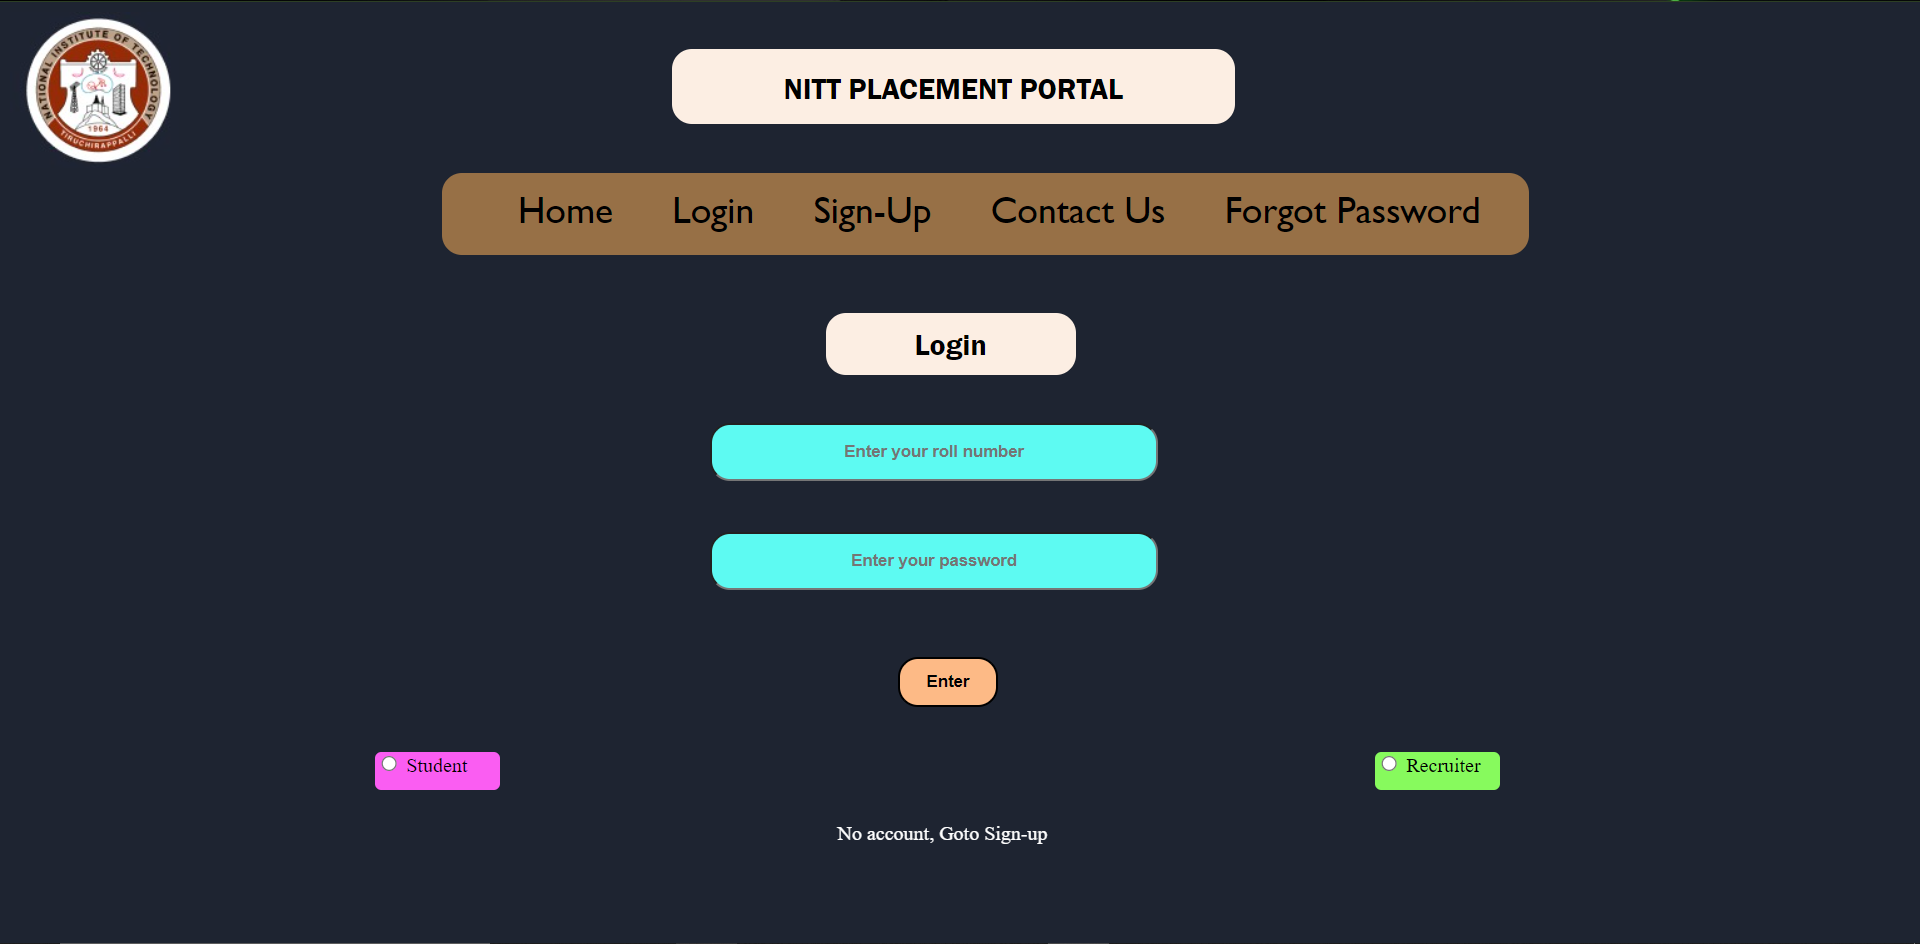 NATIONAL INSTITUTE OF TECHNOLOGY
1964
TIRUCHIRAPPALLI
NITT PLACEMENT PORTAL
Home Login Sign-Up Contact Us Forgot Password
Login
Enter your roll number
Enter your password
Enter
Student Recruiter
No account, Goto Sign-up